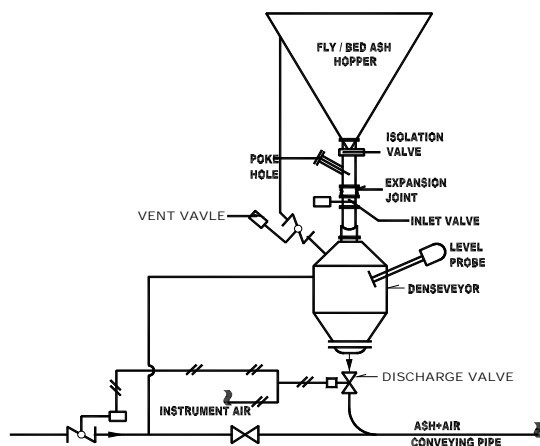 FLY / BED ASH
HOPPER
ISOLATION
VALVE
POKE
HOLE
EXPANSION
JOINT
VENT VAVLE
INLET VALVE
LEVEL
PROBE
DENSEVEYOR
DISCHARGE VALVE
INSTRUMENT AIR
ASH+AIR
CONVEYING PIPE